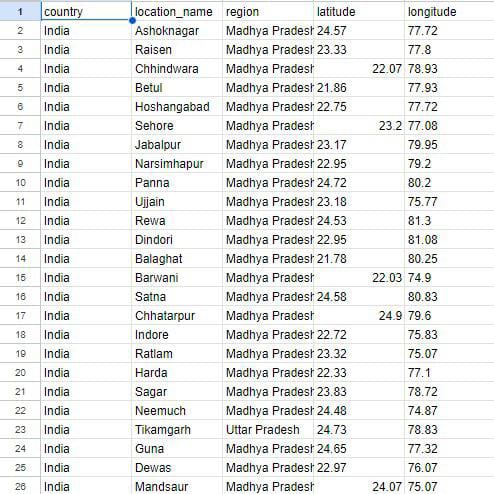 1 country location_name region latitude longitude
2 India Ashoknagar Madhya Pradesh 24.57 77.72
3 India Raisen Madhya Pradesh 23.33 77.8
4 India Chhindwara Madhya Pradesh 22.07 78.93
5 India Betul Madhya Pradesh 21.86 77.93
6 India Hoshangabad Madhya Pradesh 22.75 77.72
7 India Sehore Madhya Pradesh 23.2 77.08
8 India Jabalpur Madhya Pradesh 23.17 79.95
9 India Narsimhapur Madhya Pradesh 22.95 79.2
10 India Panna Madhya Pradesh 24.72 80.2
11 India Ujjain Madhya Pradesh 23.18 75.77
12 India Rewa Madhya Pradesh 24.53 81.3
13 India Dindori Madhya Pradesh 22.95 81.08
14 India Balaghat Madhya Pradesh 21.78 80.25
15 India Barwani Madhya Pradesh 22.03 74.9
16 India Satna Madhya Pradesh 24.58 80.83
17 India Chhatarpur Madhya Pradesh 24.9 79.6
18 India Indore Madhya Pradesh 22.72 75.83
19 India Ratlam Madhya Pradesh 23.32 75.07
20 India Harda Madhya Pradesh 22.33 77.1
21 India Sagar Madhya Pradesh 23.83 78.72
22 India Neemuch Madhya Pradesh 24.48 74.87
23 India Tikamgarh Uttar Pradesh 24.73 78.83
24 India Guna Madhya Pradesh 24.65 77.32
25 India Dewas Madhya Pradesh 22.97 76.07
26 India Mandsaur Madhya Pradesh 24.07 75.07